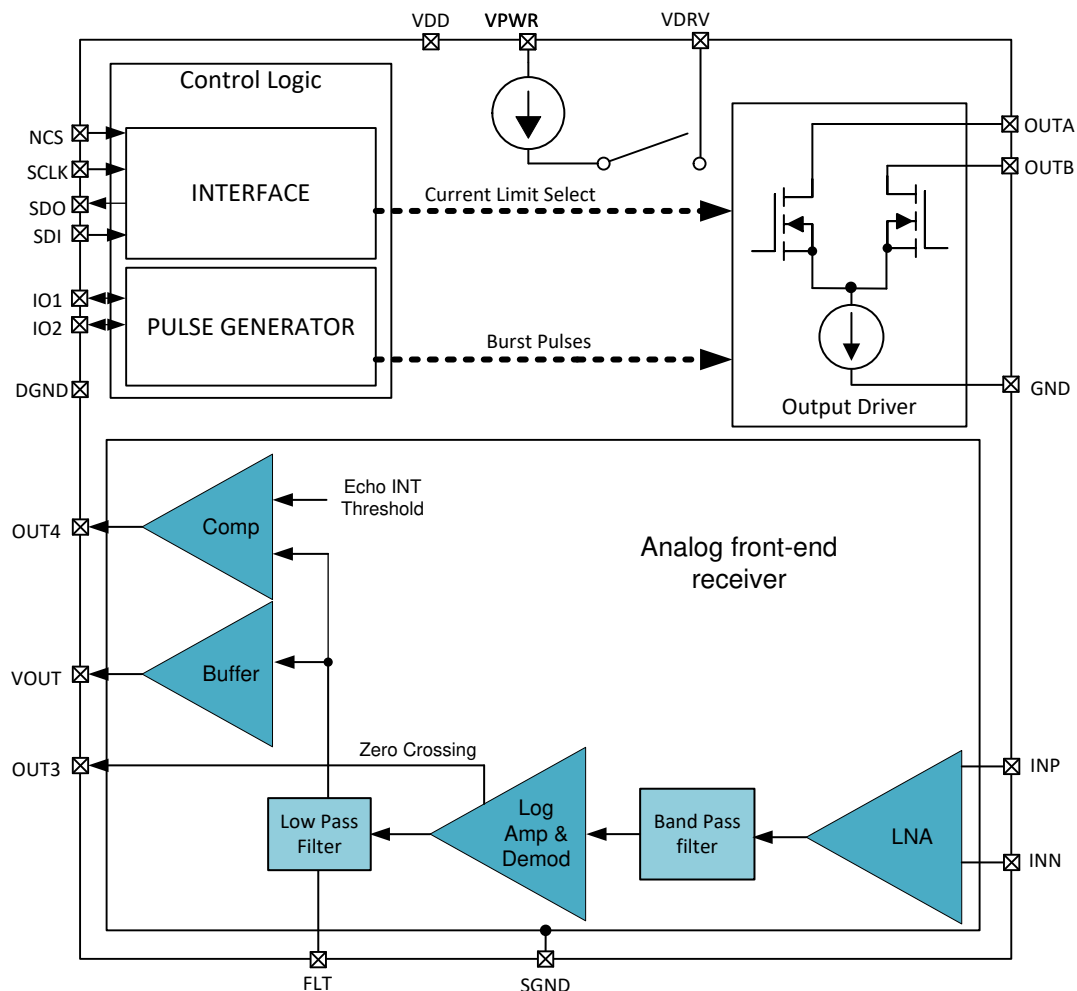 VDD
VPWR
VDRV
Control Logic
NCS
SCLK
SDO
SDI
INTERFACE
Current Limit Select
OUTA
OUTB
IO1
IO2
PULSE GENERATOR
Burst Pulses
DGND
GND
Output Driver
Echo INT
Threshold
OUT4
Comp
Analog front-end
receiver
VOUT
Buffer
Zero Crossing
OUT3
INP
Low Pass
Filter
Log
Amp &
Demod
Band Pass
filter
LNA
INN
FLT
SGND